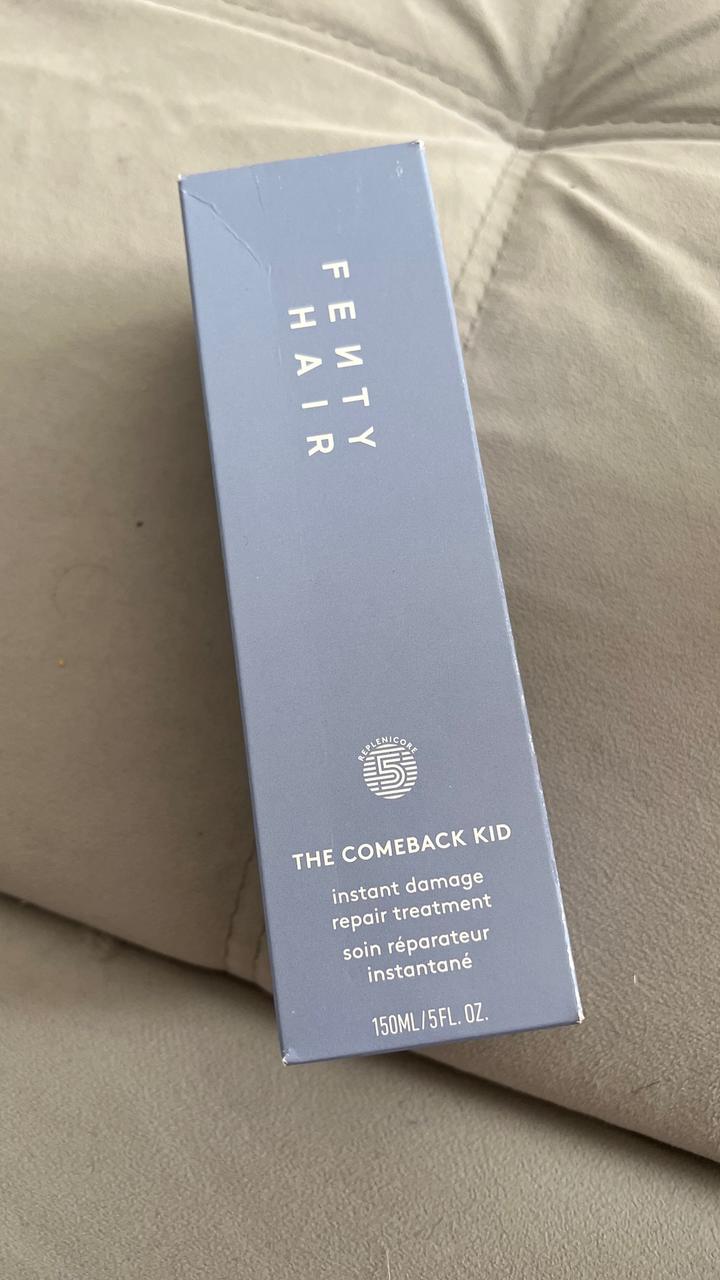 FENTY
HAIR
REPLENICORE
5
THE COMEBACK KID
instant damage
repair treatment
soin réparateur
instantané
150ML/5FL. OZ.